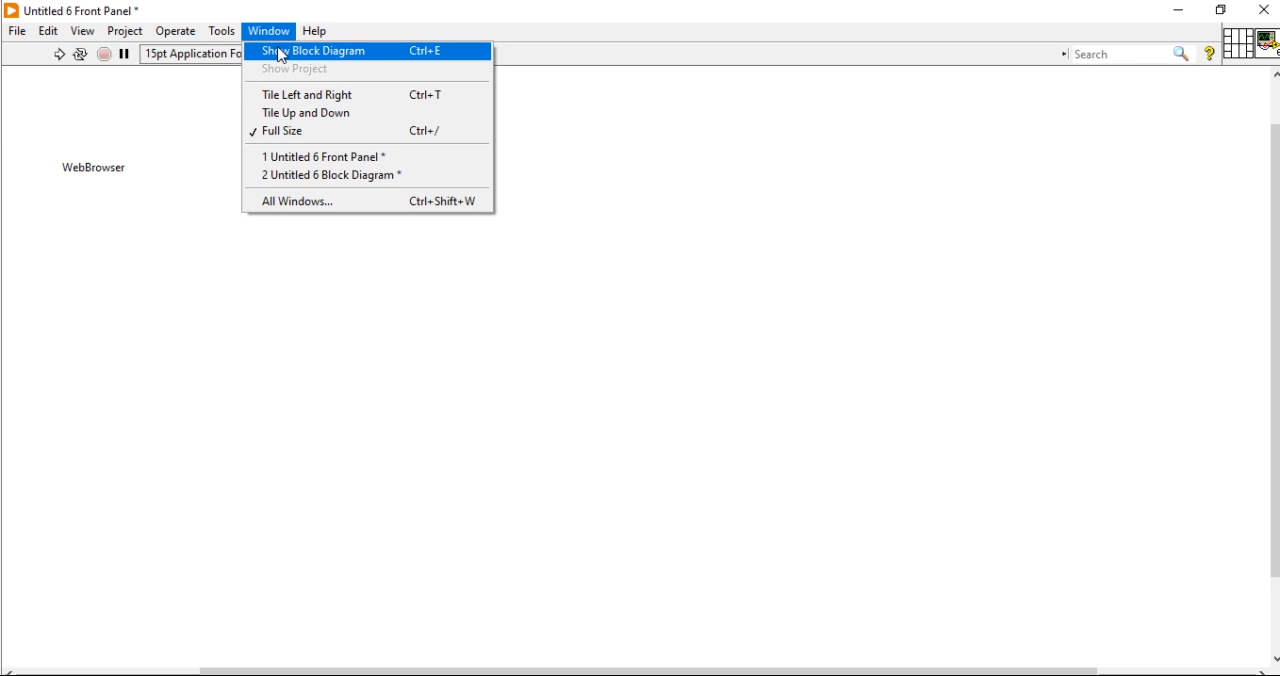 Untitled 6 Front Panel *
File Edit View Project Operate Tools Window Help
15pt Application Fo
Search
?
Show Block Diagram Ctrl+E
Show Project
Tile Left and Right Ctrl+T
Tile Up and Down
✓ Full Size Ctrl+/
1 Untitled 6 Front Panel *
2 Untitled 6 Block Diagram *
All Windows... Ctrl+Shift+W
WebBrowser